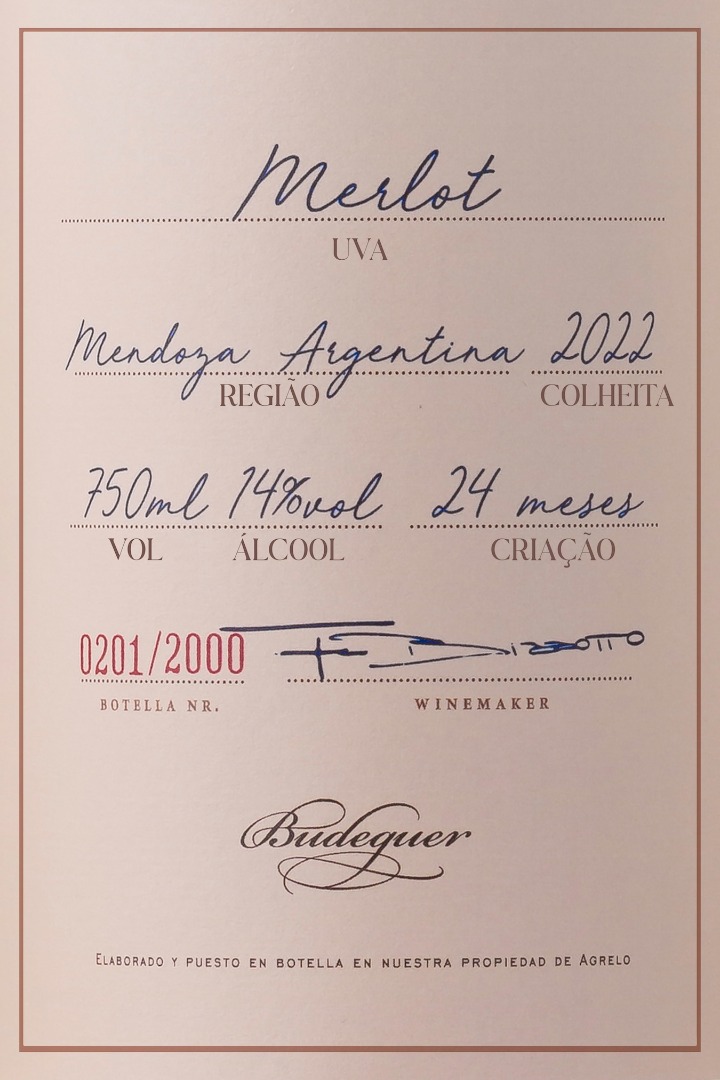 Merlot
UVA
Mendoza Argentina 2022
REGIÃO COLHEITA
750ml 14%vol 24 meses
VOL ÁLCOOL CRIAÇÃO
0201/2000 F Bizzotto
BOTELLA NR. WINEMAKER
Budeguer
ELABORADO Y PUESTO EN BOTELLA EN NUESTRA PROPIEDAD DE AGRELO